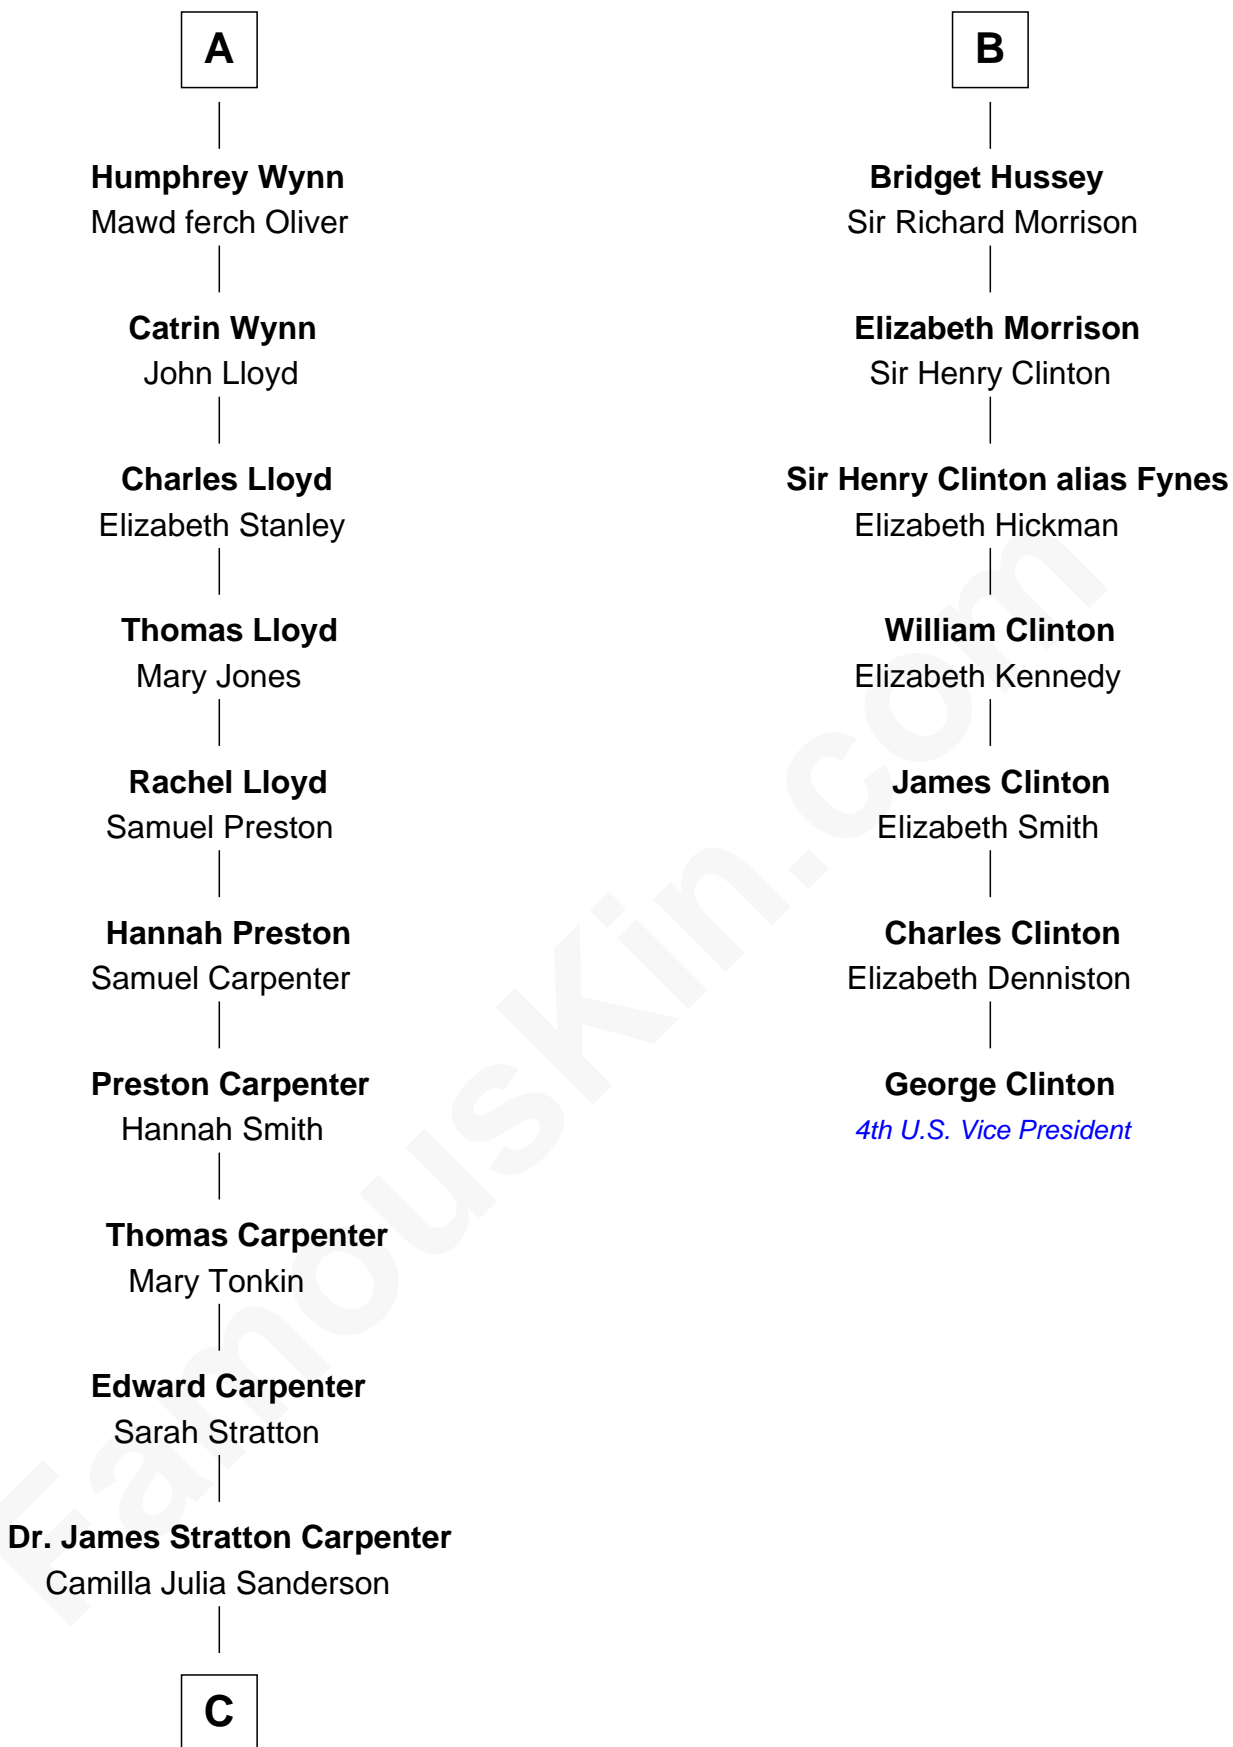 A
Humphrey Wynn
Mawd ferch Oliver
Catrin Wynn
John Lloyd
Charles Lloyd
Elizabeth Stanley
Thomas Lloyd
Mary Jones
Rachel Lloyd
Samuel Preston
Hannah Preston
Samuel Carpenter
Preston Carpenter
Hannah Smith
Thomas Carpenter
Mary Tonkin
Edward Carpenter
Sarah Stratton
Dr. James Stratton Carpenter
Camilla Julia Sanderson
C
B
Bridget Hussey
Sir Richard Morrison
Elizabeth Morrison
Sir Henry Clinton
Sir Henry Clinton alias Fynes
Elizabeth Hickman
William Clinton
Elizabeth Kennedy
James Clinton
Elizabeth Smith
Charles Clinton
Elizabeth Denniston
George Clinton
4th U.S. Vice President
FamousKin.com